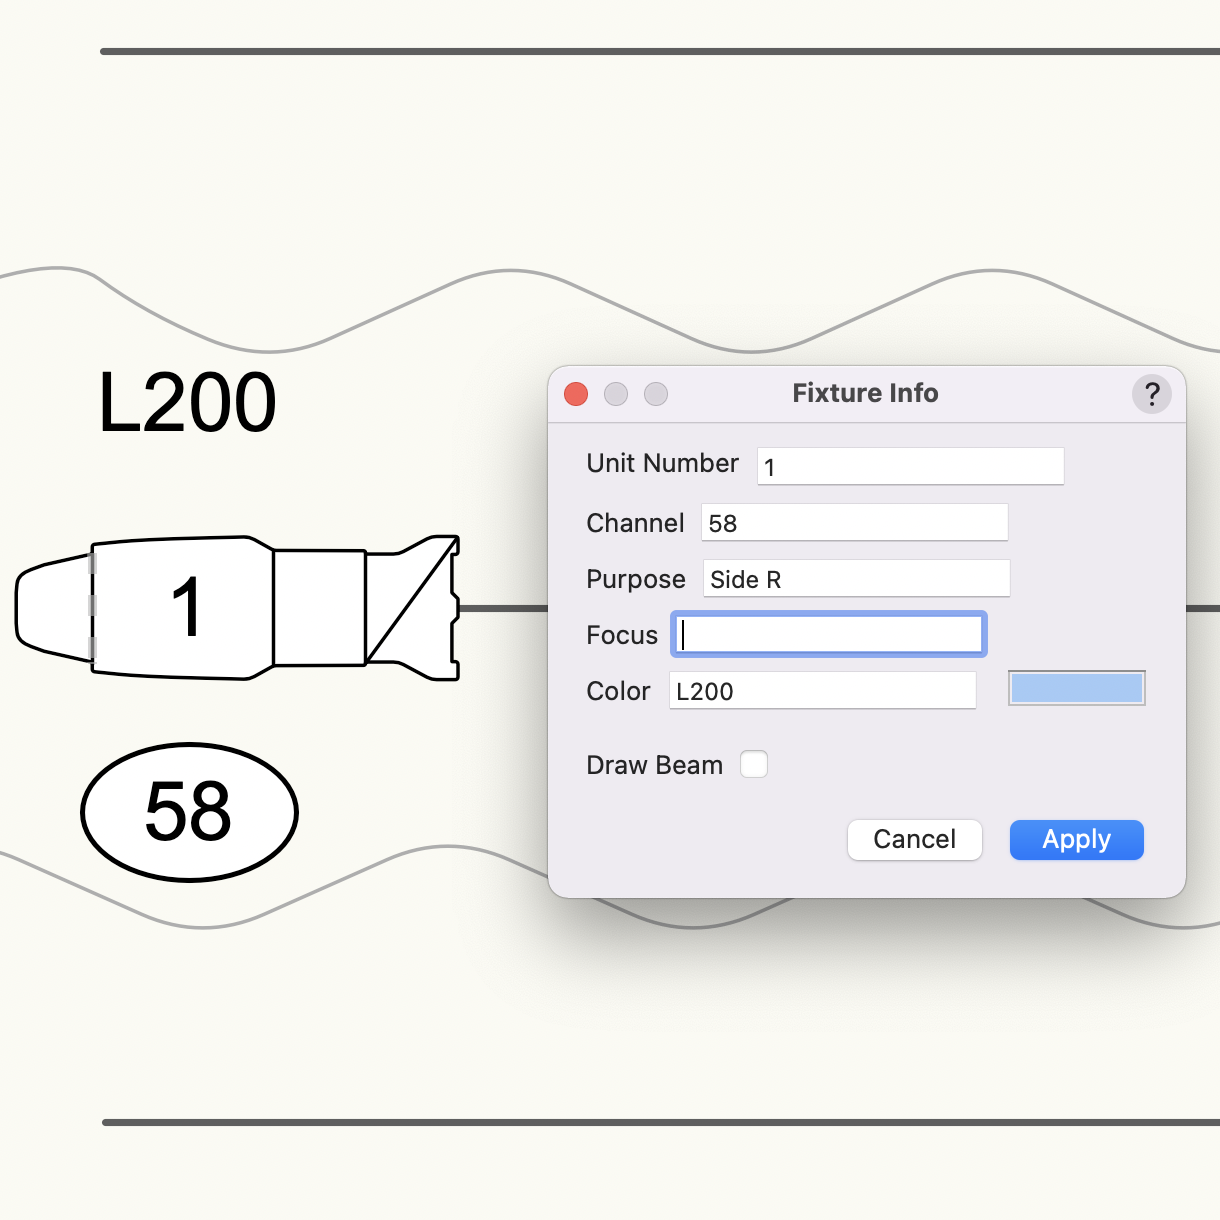 L200
1
58
Fixture Info
?
Unit Number 1
Channel 58
Purpose Side R
Focus
Color L200
Draw Beam
Cancel Apply